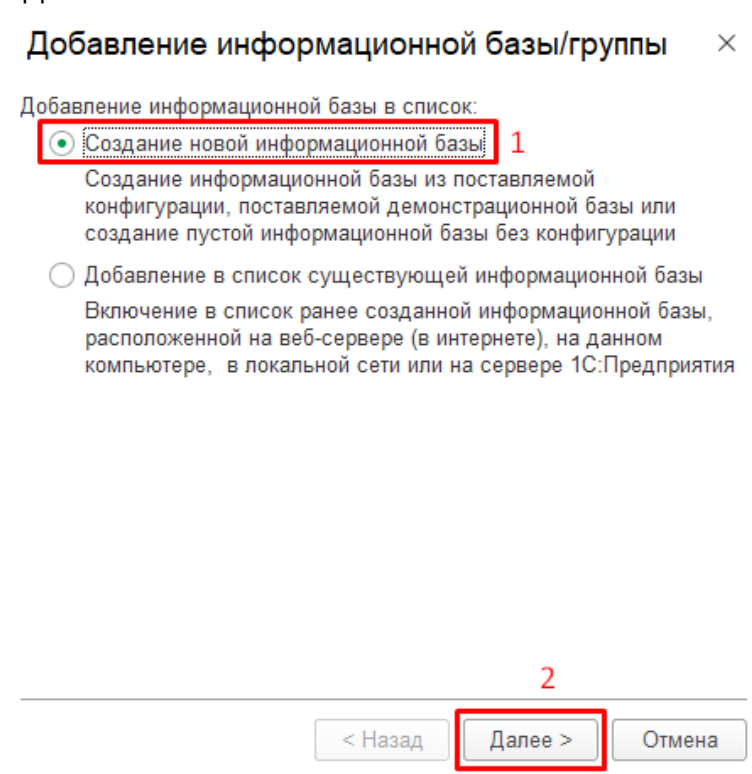 Добавление информационной базы/группы ×
Добавление информационной базы в список:
Создание новой информационной базы 1
Создание информационной базы из поставляемой
конфигурации, поставляемой демонстрационной базы или
создание пустой информационной базы без конфигурации
Добавление в список существующей информационной базы
Включение в список ранее созданной информационной базы,
расположенной на веб-сервере (в интернете), на данном
компьютере, в локальной сети или на сервере 1С:Предприятия
2
< Назад Далее > Отмена